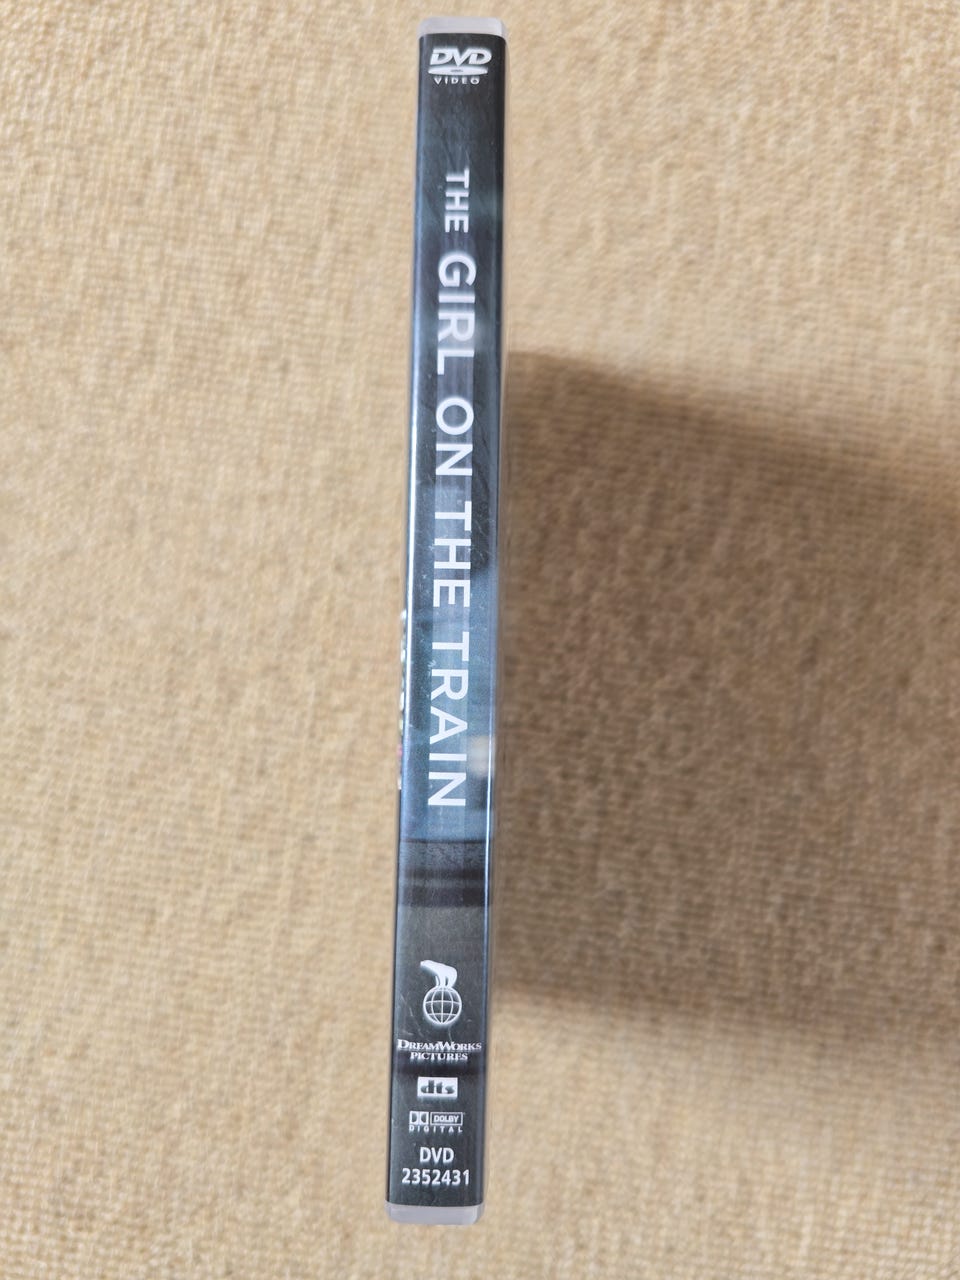 DVD
VIDEO
THE GIRL ON THE TRAIN
DREAMWORKS
PICTURES
dts
DOLBY
DIGITAL
DVD
2352431